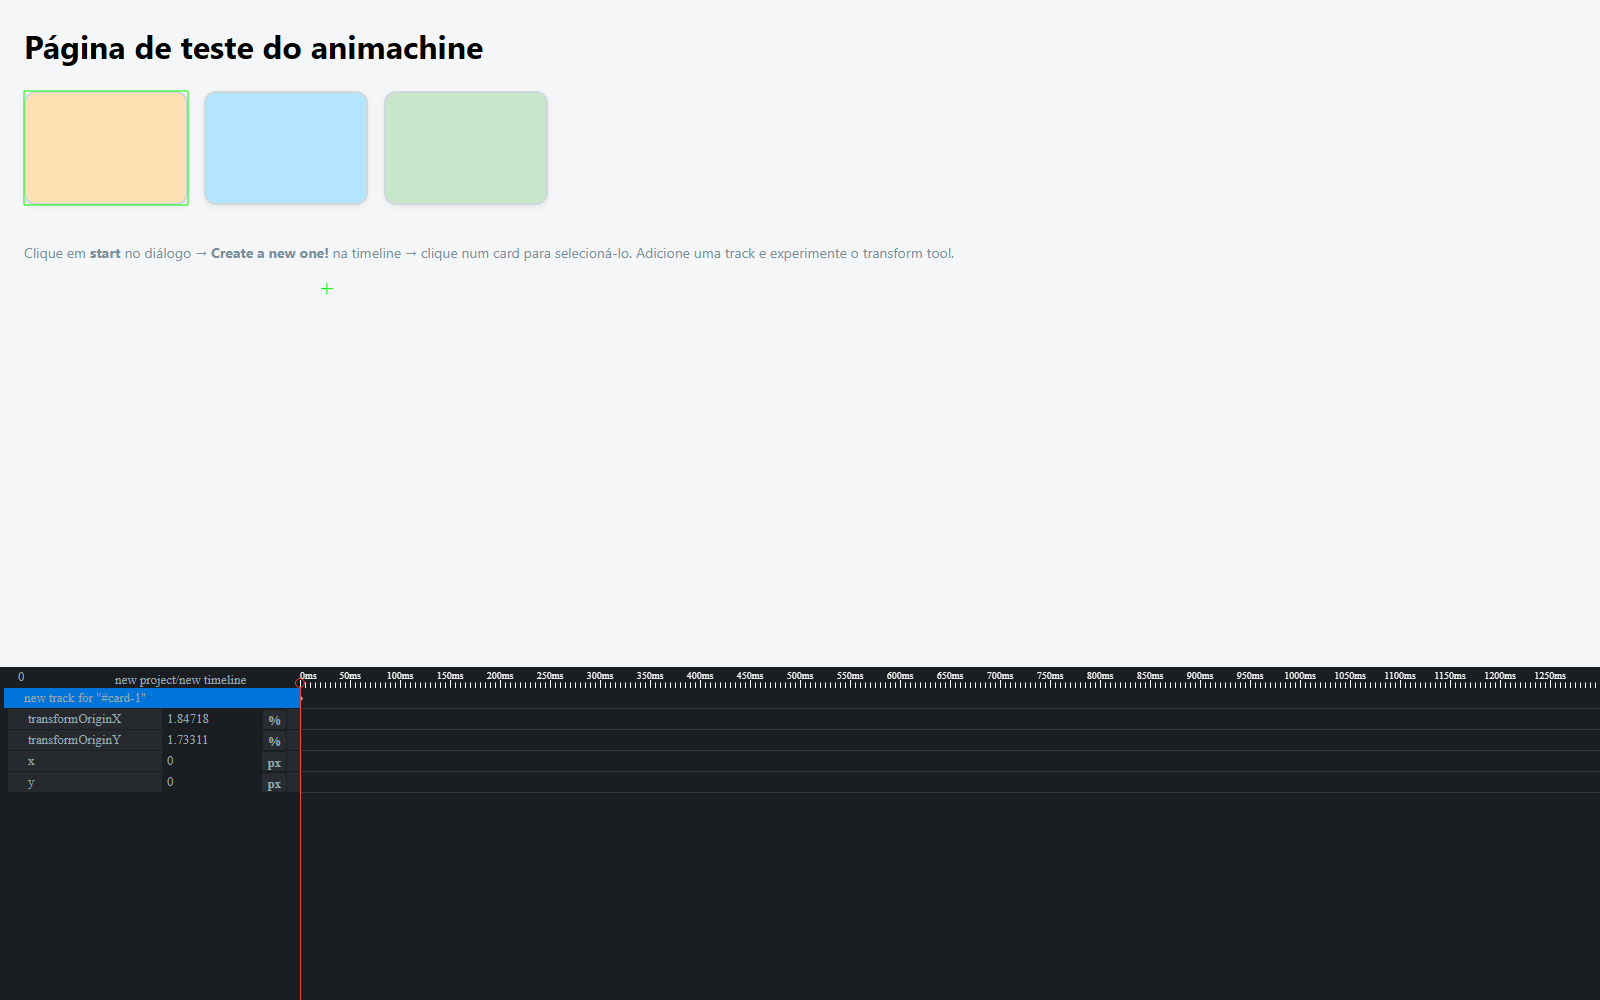 Página de teste do animachine
Clique em start no diálogo → Create a new one! na timeline → clique num card para selecioná-lo. Adicione uma track e experimente o transform tool.
0 new project/new timeline 0ms 50ms 100ms 150ms 200ms 250ms 300ms 350ms 400ms 450ms 500ms 550ms 600ms 650ms 700ms 750ms 800ms 850ms 900ms 950ms 1000ms 1050ms 1100ms 1150ms 1200ms 1250ms
new track for "#card-1"
transformOriginX 1.84718 %
transformOriginY 1.73311 %
x 0 px
y 0 px